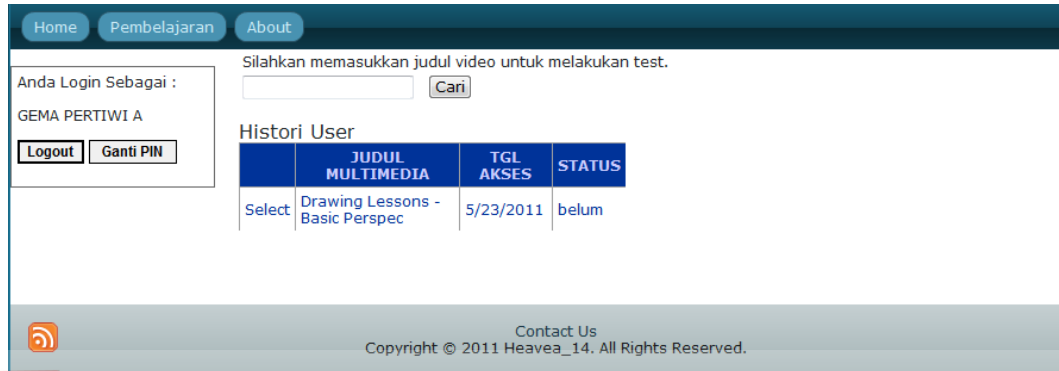 Home Pembelajaran About
Anda Login Sebagai :
GEMA PERTIWI A
Logout Ganti PIN
Silahkan memasukkan judul video untuk melakukan test.
Cari
Histori User
JUDUL MULTIMEDIA TGL AKSES STATUS
Select Drawing Lessons - Basic Perspec 5/23/2011 belum
Contact Us
Copyright © 2011 Heavea_14. All Rights Reserved.